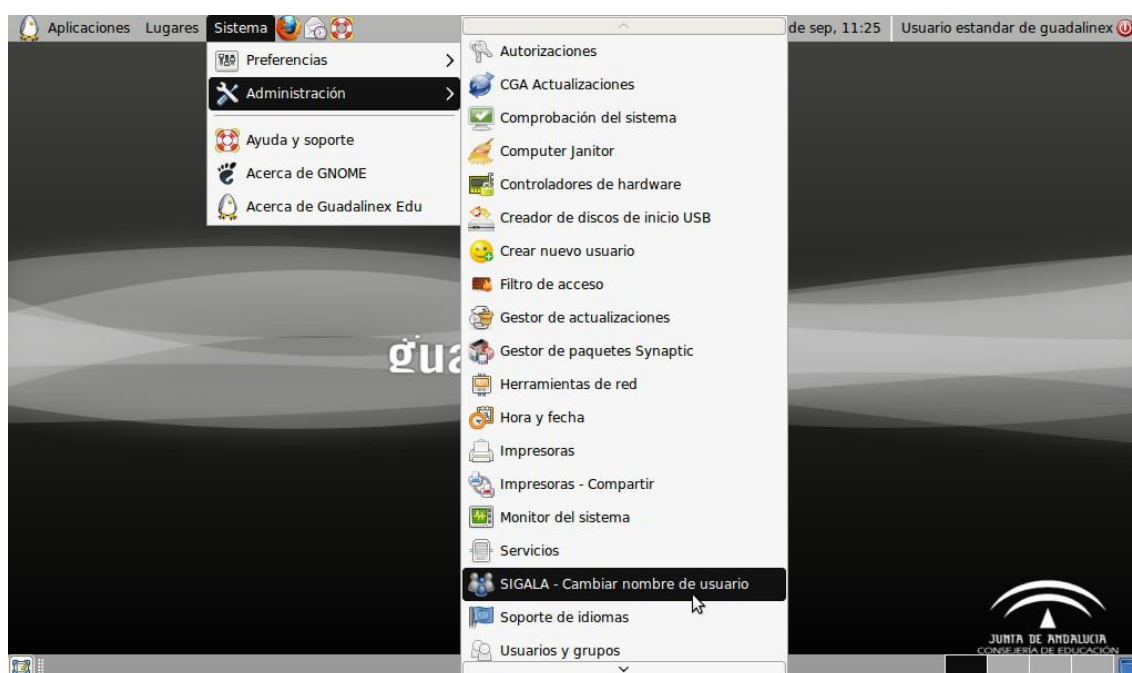 Aplicaciones Lugares Sistema
de sep, 11:25 Usuario estandar de guadalinex
Preferencias
Administración
Ayuda y soporte
Acerca de GNOME
Acerca de Guadalinex Edu
Autorizaciones
CGA Actualizaciones
Comprobación del sistema
Computer Janitor
Controladores de hardware
Creador de discos de inicio USB
Crear nuevo usuario
Filtro de acceso
Gestor de actualizaciones
Gestor de paquetes Synaptic
Herramientas de red
Hora y fecha
Impresoras
Impresoras - Compartir
Monitor del sistema
Servicios
SIGALA - Cambiar nombre de usuario
Soporte de idiomas
Usuarios y grupos
gua
JUNTA DE ANDALUCIA
CONSEJERÍA DE EDUCACIÓN